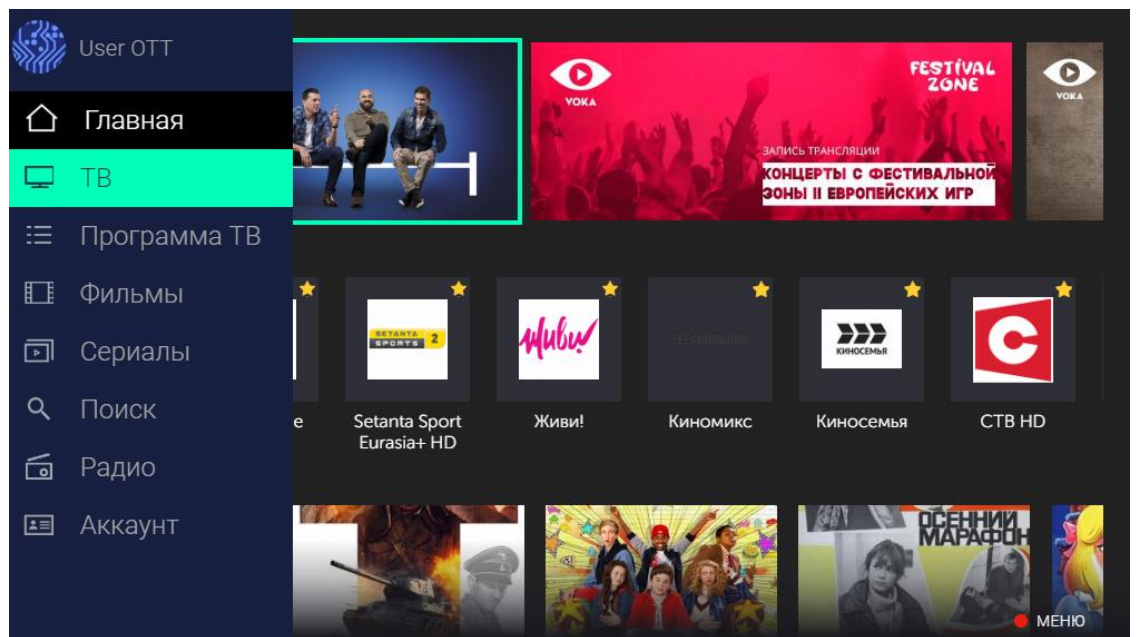 User OTT
Главная
ТВ
Программа ТВ
Фильмы
Сериалы
Поиск
Радио
Аккаунт
VOKA
FESTIVAL
ZONE
ЗАПИСЬ ТРАНСЛЯЦИИ
КОНЦЕРТЫ С ФЕСТИВАЛЬНОЙ
ЗОНЫ II ЕВРОПЕЙСКИХ ИГР
VOKA
SETANTA
SPORTS 2
Живи!
КИНОСЕМЬЯ
С
е
Setanta Sport
Eurasia+ HD
Живи!
Киномикс
Киносемья
СТВ HD
ОСЕННИЙ
МАРАФОН
МЕНЮ